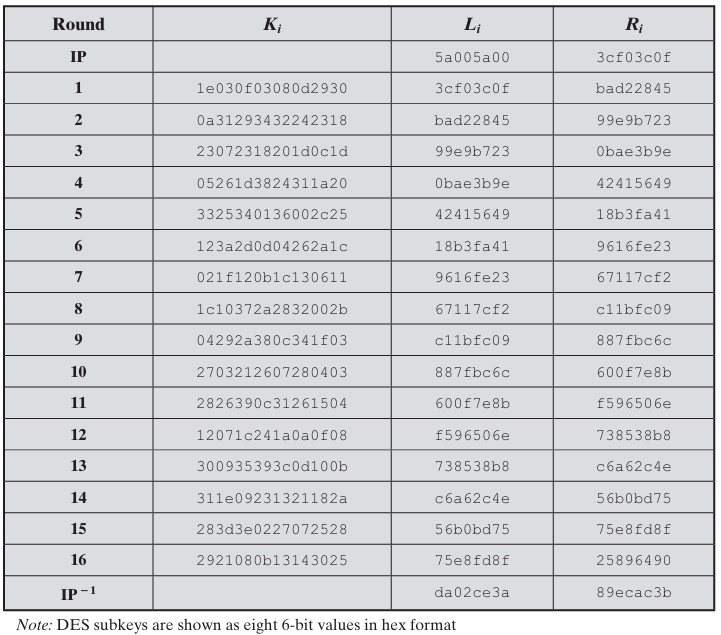 Round K_i L_i R_i
IP 5a005a00 3cf03c0f
1 1e030f03080d2930 3cf03c0f bad22845
2 0a31293432242318 bad22845 99e9b723
3 23072318201d0c1d 99e9b723 0bae3b9e
4 05261d3824311a20 0bae3b9e 42415649
5 3325340136002c25 42415649 18b3fa41
6 123a2d0d04262a1c 18b3fa41 9616fe23
7 021f120b1c130611 9616fe23 67117cf2
8 1c10372a2832002b 67117cf2 c11bfc09
9 04292a380c341f03 c11bfc09 887fbc6c
10 2703212607280403 887fbc6c 600f7e8b
11 2826390c31261504 600f7e8b f596506e
12 12071c241a0a0f08 f596506e 738538b8
13 300935393c0d100b 738538b8 c6a62c4e
14 311e09231321182a c6a62c4e 56b0bd75
15 283d3e0227072528 56b0bd75 75e8fd8f
16 2921080b13143025 75e8fd8f 25896490
IP⁻¹ da02ce3a 89ecac3b
Note: DES subkeys are shown as eight 6-bit values in hex format